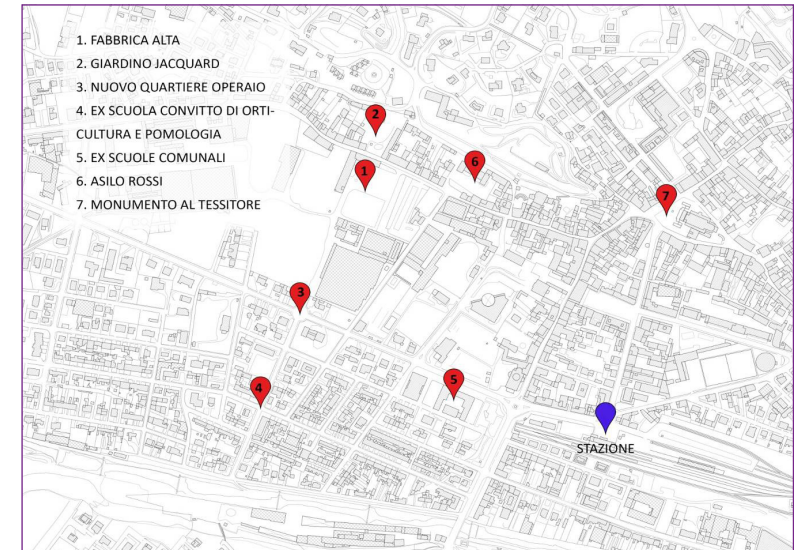 1. FABBRICA ALTA
2. GIARDINO JACQUARD
3. NUOVO QUARTIERE OPERAIO
4. EX SCUOLA CONVITTO DI ORTI-
CULTURA E POMOLOGIA
5. EX SCUOLE COMUNALI
6. ASILO ROSSI
7. MONUMENTO AL TESSITORE
2
6
1
7
3
5
4
STAZIONE